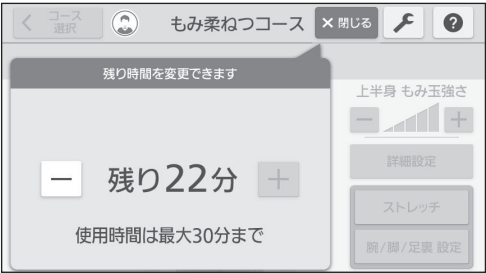 コース
選択
もみ柔ねつコース
× 閉じる
?
残り時間を変更できます
上半身 もみ玉強さ
− +
− 残り22分 +
詳細設定
ストレッチ
使用時間は最大30分まで
腕/脚/足裏 設定